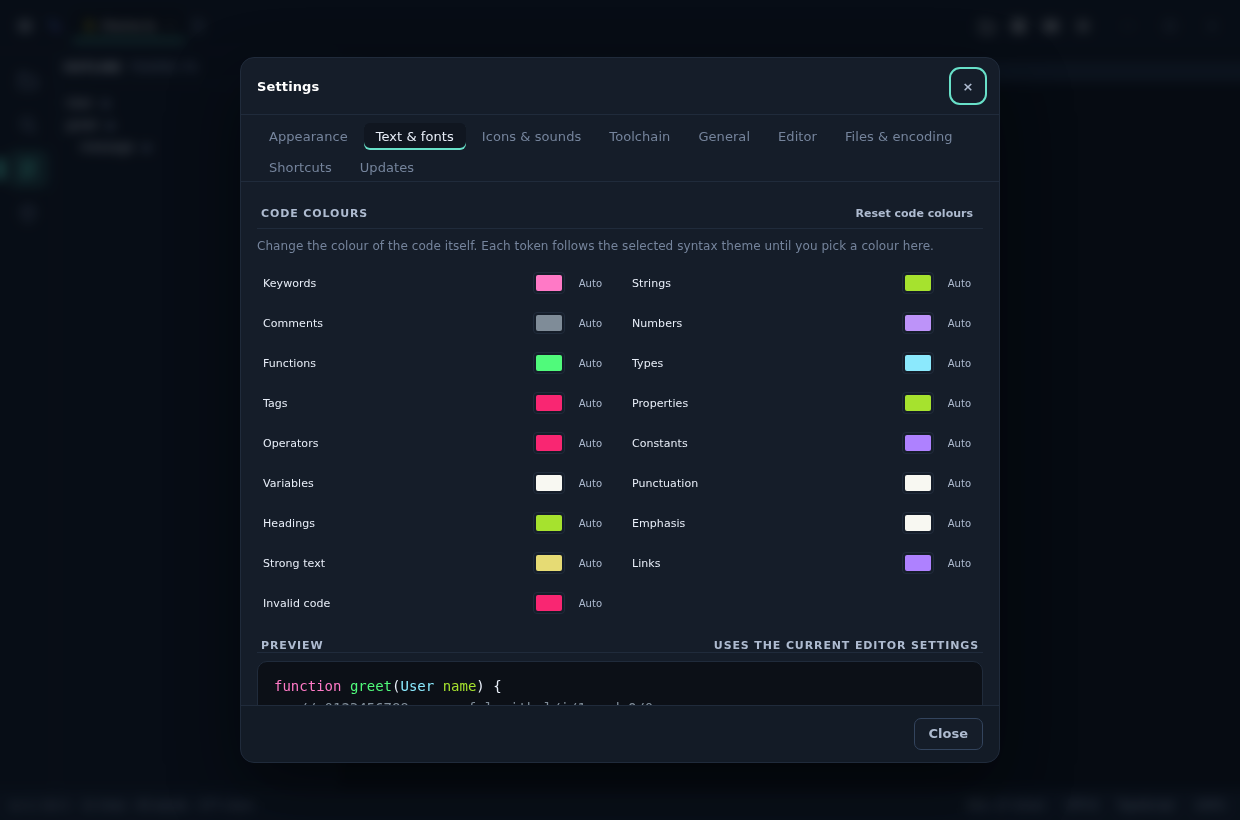 Settings
×
Appearance Text & fonts Icons & sounds Toolchain General Editor Files & encoding
Shortcuts Updates
CODE COLOURS Reset code colours
Change the colour of the code itself. Each token follows the selected syntax theme until you pick a colour here.
Keywords Auto Strings Auto
Comments Auto Numbers Auto
Functions Auto Types Auto
Tags Auto Properties Auto
Operators Auto Constants Auto
Variables Auto Punctuation Auto
Headings Auto Emphasis Auto
Strong text Auto Links Auto
Invalid code Auto
PREVIEW USES THE CURRENT EDITOR SETTINGS
function greet(User name) {
Close